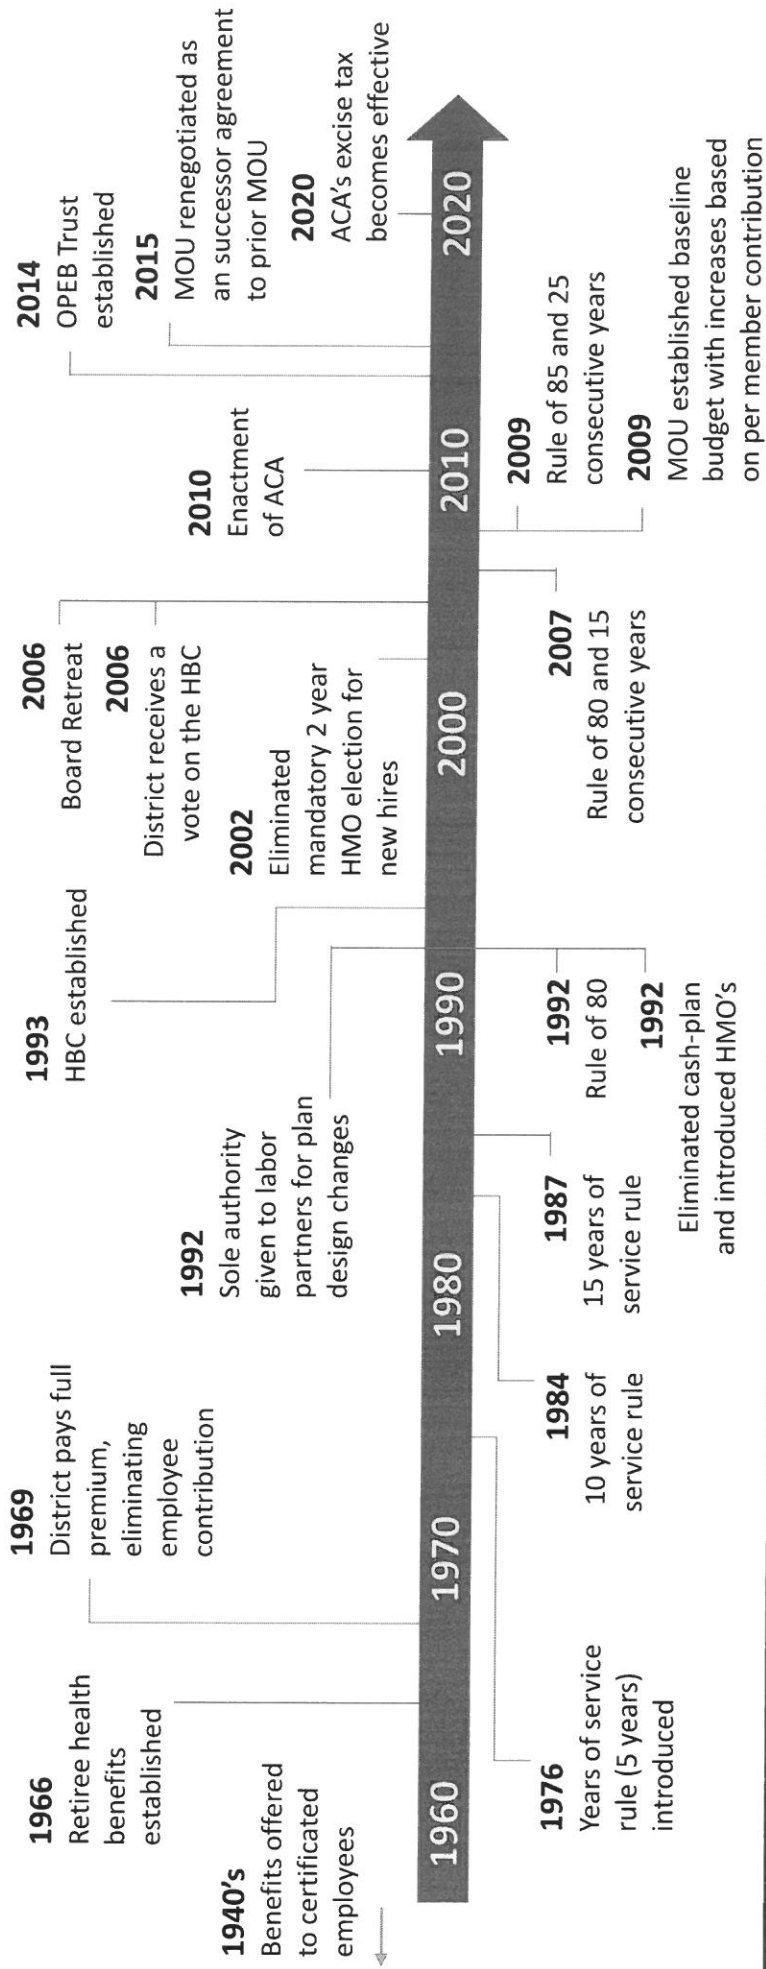 1940's
Benefits offered
to certificated
employees
1966
Retiree health
benefits
established
1969
District pays full
premium,
eliminating
employee
contribution
1992
Sole authority
given to labor
partners for plan
design changes
1993
HBC established
2006
Board Retreat
2006
District receives a
vote on the HBC
2002
Eliminated
mandatory 2 year
HMO election for
new hires
2010
Enactment
of ACA
2014
OPEB Trust
established
2015
MOU renegotiated as
an successor agreement
to prior MOU
2020
ACA's excise tax
becomes effective
1960
1970
1980
1990
2000
2010
2020
1976
Years of service
rule (5 years)
introduced
1984
10 years of
service rule
1987
15 years of
service rule
1992
Rule of 80
1992
Eliminated cash-plan
and introduced HMO's
2007
Rule of 80 and 15
consecutive years
2009
Rule of 85 and 25
consecutive years
2009
MOU established baseline
budget with increases based
on per member contribution